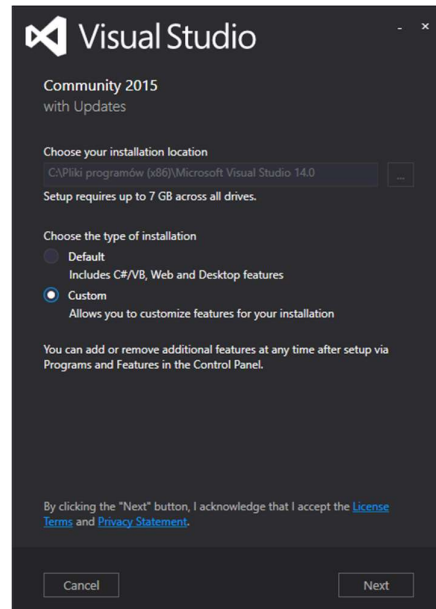 Visual Studio
Community 2015
with Updates
Choose your installation location
C:\Pliki programów (x86)\Microsoft Visual Studio 14.0
...
Setup requires up to 7 GB across all drives.
Choose the type of installation
Default
Includes C#/VB, Web and Desktop features
Custom
Allows you to customize features for your installation
You can add or remove additional features at any time after setup via
Programs and Features in the Control Panel.
By clicking the "Next" button, I acknowledge that I accept the License
Terms and Privacy Statement.
Cancel
Next